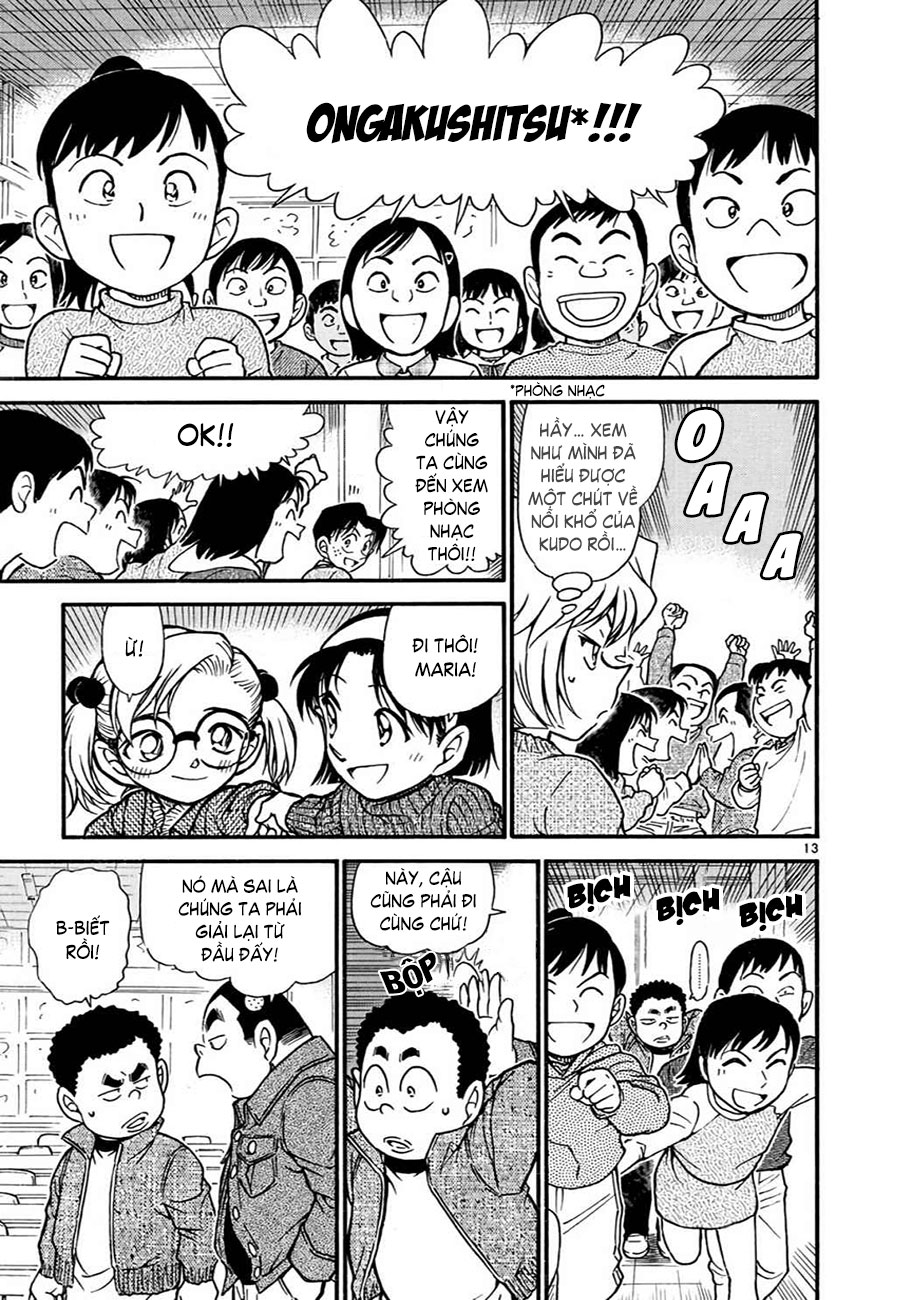 ONGAKUSHITSU*!!!
*PHÒNG NHẠC
HẦY... XEM
NHƯ MÌNH ĐÃ
HIỂU ĐƯỢC
MỘT CHÚT VỀ
NỖI KHỔ CỦA
KUDO RỒI...
OAAA
VẬY
CHÚNG
TA CÙNG
ĐẾN XEM
PHÒNG
NHẠC
THÔI!!
OK!!
ĐI THÔI!
MARIA!
Ừ!
13
BỊCH
BỊCH
BỊCH
.......
NÀY, CẬU
CŨNG PHẢI ĐI
CÙNG CHỨ!
BỘP
NÓ MÀ SAI LÀ
CHÚNG TA PHẢI
GIẢI LẠI TỪ
ĐẦU ĐẤY!
B-BIẾT
RỒI!